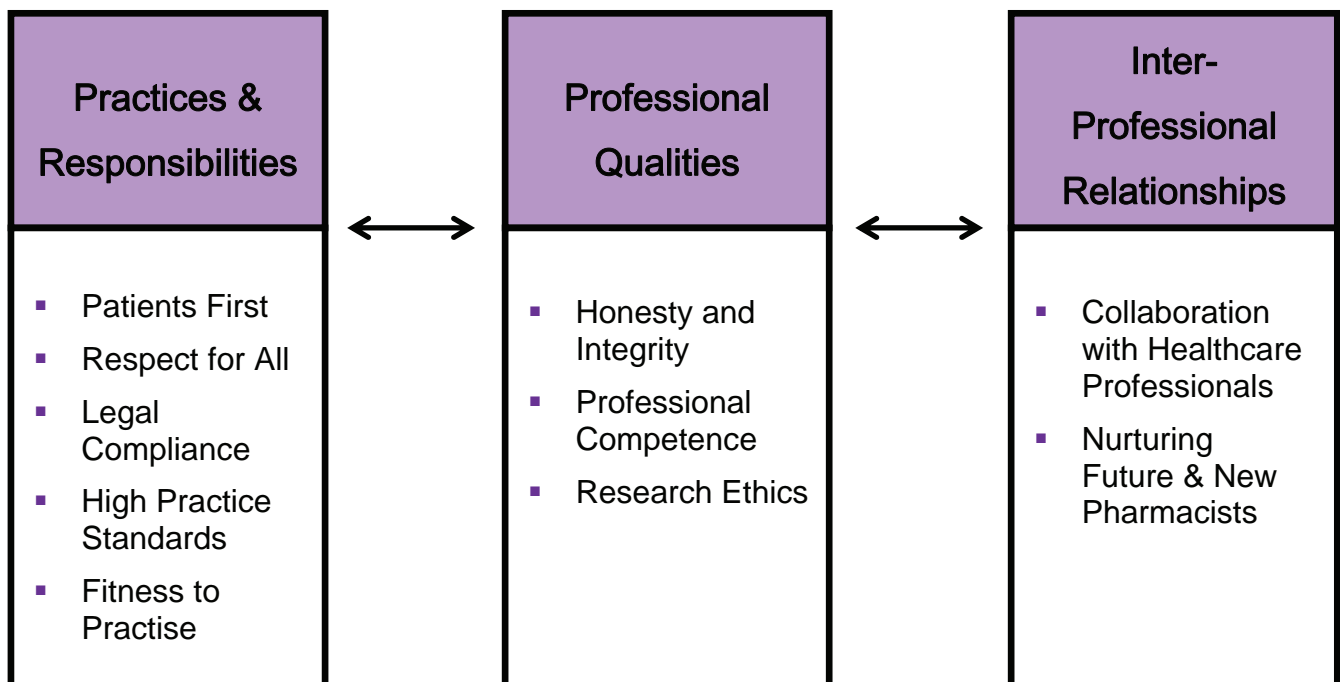 Practices &
Responsibilities
Patients First
Respect for All
Legal
Compliance
High Practice
Standards
Fitness to
Practise
Professional
Qualities
Honesty and
Integrity
Professional
Competence
Research Ethics
Inter-
Professional
Relationships
Collaboration
with Healthcare
Professionals
Nurturing
Future & New
Pharmacists